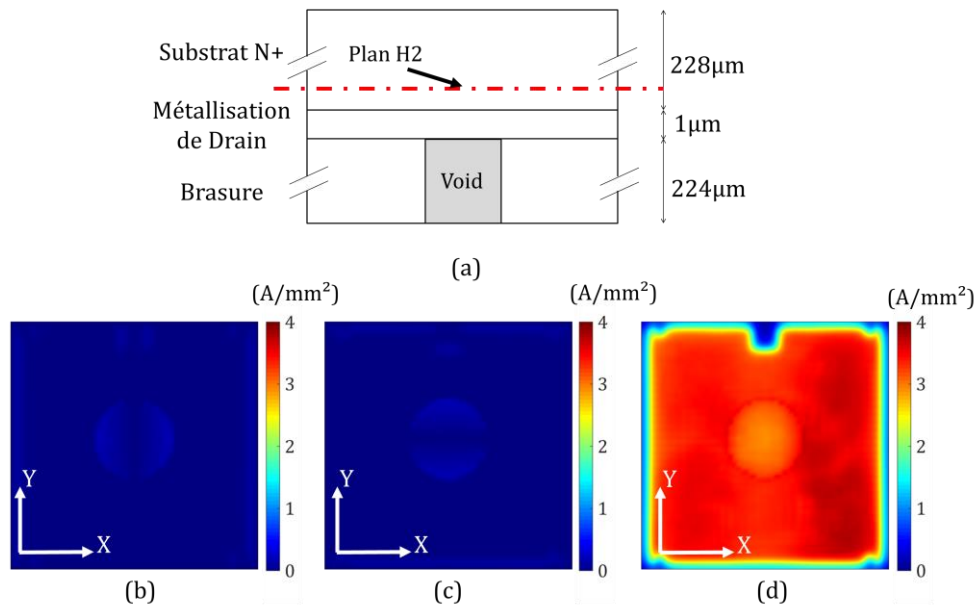 Substrat N+
Plan H2
228µm
Métallisation
de Drain
1µm
Brasure
Void
224µm
(a)
(A/mm²)
(A/mm²)
(A/mm²)
4
3
2
1
0
Y
X
4
3
2
1
0
Y
X
4
3
2
1
0
Y
X
(b)
(c)
(d)